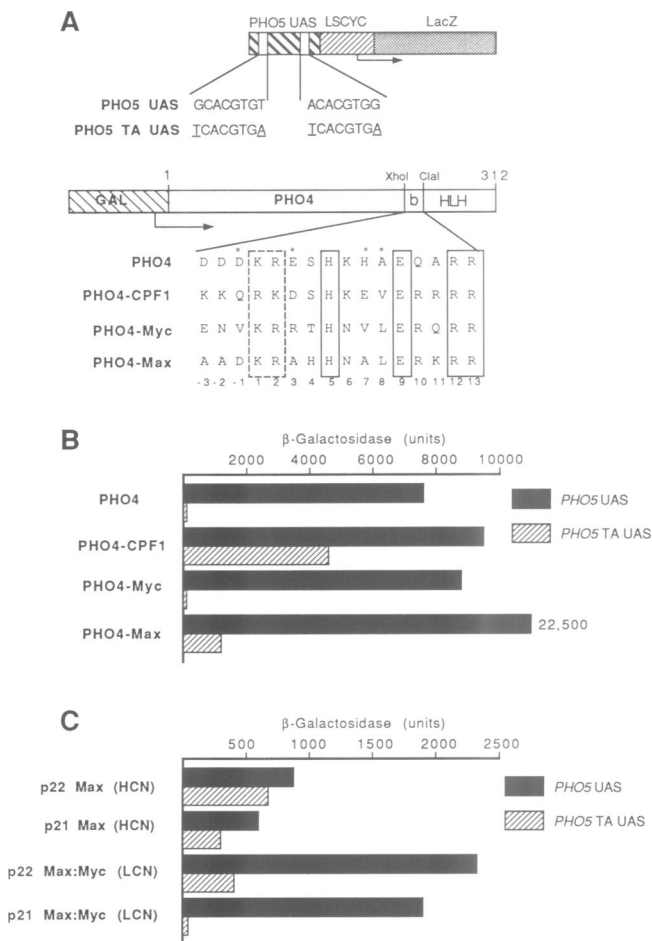 A
PHO5 UAS LSCYC LacZ
PHO5 UAS GCACGTGT ACACGTGG
PHO5 TA UAS TCACGTGA TCACGTGA
1 XhoI ClaI 312
GAL PHO4 b HLH
* * * *
PHO4 D D D K R E S H K H A E Q A R R
PHO4-CPF1 K K Q R K D S H K E V E R R R R
PHO4-Myc E N V K R R T H N V L E R Q R R
PHO4-Max A A D K R A H H N A L E R K R R
-3 -2 -1 1 2 3 4 5 6 7 8 9 10 11 12 13
B
β-Galactosidase (units)
2000 4000 6000 8000 10000
PHO4
PHO5 UAS
PHO4-CPF1
PHO5 TA UAS
PHO4-Myc
PHO4-Max 22,500
C
β-Galactosidase (units)
500 1000 1500 2000 2500
p22 Max (HCN)
PHO5 UAS
p21 Max (HCN)
PHO5 TA UAS
p22 Max:Myc (LCN)
p21 Max:Myc (LCN)